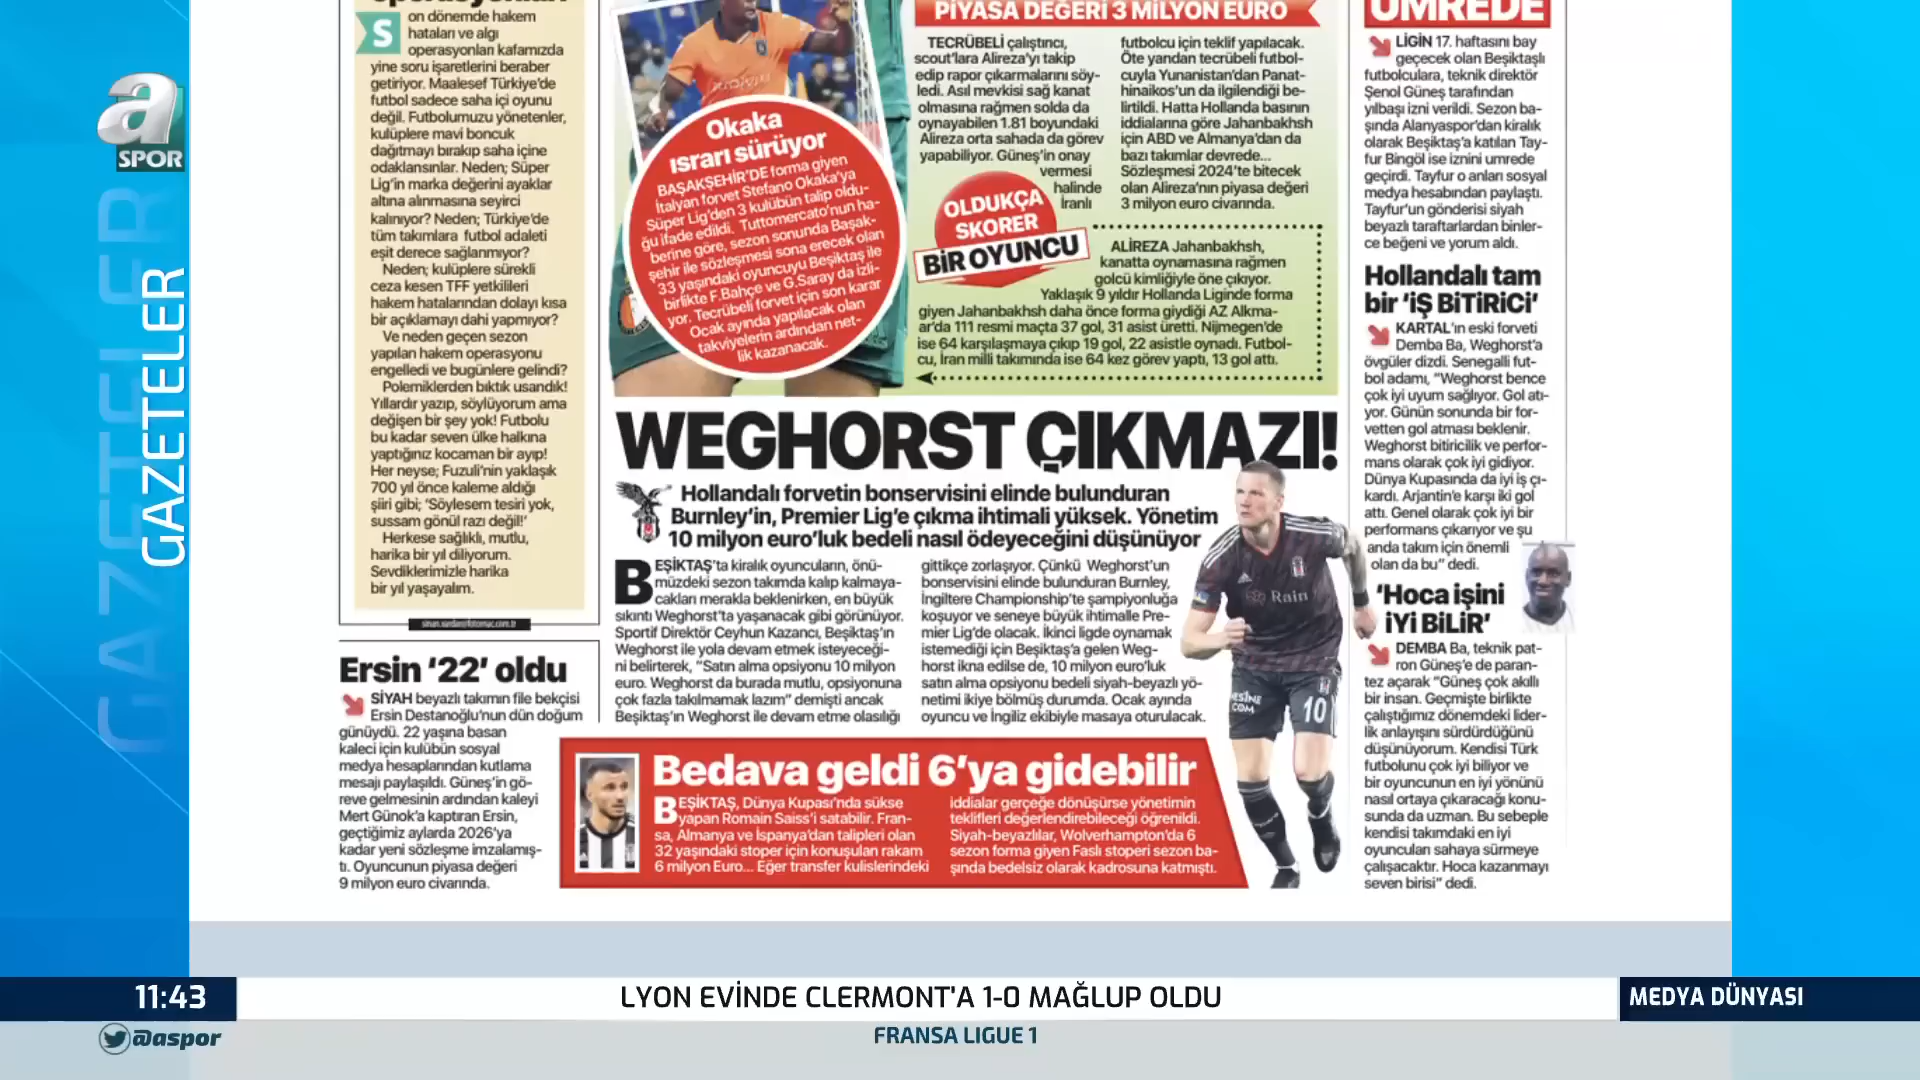 a
SPOR
GAZETELER
GAZETELER
S
on dönemde hakem
hataları ve algı
operasyonları kafamızda
yine soru işaretlerini beraber
getiriyor. Maalesef Türkiye'de
futbol sadece saha içi oyunu
değil. Futbolumuzu yönetenler,
kulüplere mavi boncuk
dağıtmayı bırakıp saha içine
odaklansınlar. Neden; Süper
Lig'in marka değerini ayaklar
altına alınmasına seyirci
kalınıyor? Neden; Türkiye'de
tüm takımlara futbol adaleti
eşit derece sağlanmıyor?
Neden; kulüplere sürekli
ceza kesen TFF yetkilileri
hakem hatalarından dolayı kısa
bir açıklamayı dahi yapmıyor?
Ve neden geçen sezon
yapılan hakem operasyonu
engelledi ve bugünlere gelindi?
Polemiklerden bıktık usandık!
Yıllardır yazıp, söylüyorum ama
değişen bir şey yok! Futbolu
bu kadar seven ülke halkına
yaptığınız kocaman bir ayıp!
Her neyse; Fuzuli'nin yaklaşık
700 yıl önce kaleme aldığı
şiiri gibi; 'Söylesem tesiri yok,
sussam gönül razı değil!'
Herkese sağlıklı, mutlu,
harika bir yıl diliyorum.
Sevdiklerimizle harika
bir yıl yaşayalım.
sinan.vardar@fotomac.com.tr
Ersin '22' oldu
SİYAH beyazlı takımın file bekçisi
Ersin Destanoğlu'nun dün doğum
günüydü. 22 yaşına basan
kaleci için kulübün sosyal
medya hesaplarından kutlama
mesajı paylaşıldı. Güneş'in gö-
reve gelmesinin ardından kaleyi
Mert Günok'a kaptıran Ersin,
geçtiğimiz aylarda 2026'ya
kadar yeni sözleşme imzalamış-
tı. Oyuncunun piyasa değeri
9 milyon euro civarında.
Okaka
ısrarı sürüyor
BAŞAKŞEHİR'DE forma giyen
İtalyan forvet Stefano Okaka'ya
Süper Lig'den 3 kulübün talip oldu-
ğu ifade edildi. Tuttomercato'nun ha-
berine göre, sezon sonunda Başak-
şehir ile sözleşmesi sona erecek olan
33 yaşındaki oyuncuyu Beşiktaş ile
birlikte F.Bahçe ve G.Saray da izli-
yor. Tecrübeli forvet için son karar
Ocak ayında yapılacak olan
takviyelerin ardından net-
lik kazanacak.
PİYASA DEĞERİ 3 MİLYON EURO
TECRÜBELİ çalıştırıcı,
scout'lara Alireza'yı takip
edip rapor çıkarmalarını söy-
ledi. Asıl mevkisi sağ kanat
olmasına rağmen solda da
oynayabilen 1.81 boyundaki
Alireza orta sahada da görev
yapabiliyor. Güneş'in onay
vermesi
halinde
İranlı
futbolcu için teklif yapılacak.
Öte yandan tecrübeli futbol-
cuyla Yunanistan'dan Panat-
hinaikos'un da ilgilendiği be-
lirtildi. Hatta Hollanda basının
iddialarına göre Jahanbakhsh
için ABD ve Almanya'dan da
bazı takımlar devrede...
Sözleşmesi 2024'te bitecek
olan Alireza'nın piyasa değeri
3 milyon euro civarında.
OLDUKÇA
SKORER
BİR OYUNCU
ALİREZA Jahanbakhsh,
kanatta oynamasına rağmen
golcü kimliğiyle öne çıkıyor.
Yaklaşık 9 yıldır Hollanda Liginde forma
giyen Jahanbakhsh daha önce forma giydiği AZ Alkma-
ar'da 111 resmi maçta 37 gol, 31 asist üretti. Nijmegen'de
ise 64 karşılaşmaya çıkıp 19 gol, 22 asistle oynadı. Futbol-
cu, İran milli takımında ise 64 kez görev yaptı, 13 gol attı.
WEGHORST ÇIKMAZI!
Hollandalı forvetin bonservisini elinde bulunduran
Burnley'in, Premier Lig'e çıkma ihtimali yüksek. Yönetim
10 milyon euro'luk bedeli nasıl ödeyeceğini düşünüyor
BEŞİKTAŞ'ta kiralık oyuncuların, önü-
müzdeki sezon takımda kalıp kalmaya-
cakları merakla beklenirken, en büyük
sıkıntı Weghorst'ta yaşanacak gibi görünüyor.
Sportif Direktör Ceyhun Kazancı, Beşiktaş'ın
Weghorst ile yola devam etmek isteyeceği-
ni belirterek, "Satın alma opsiyonu 10 milyon
euro. Weghorst da burada mutlu, opsiyonuna
çok fazla takılmamak lazım" demişti ancak
Beşiktaş'ın Weghorst ile devam etme olasılığı
gittikçe zorlaşıyor. Çünkü Weghorst'un
bonservisini elinde bulunduran Burnley,
İngiltere Championship'te şampiyonluğa
koşuyor ve seneye büyük ihtimalle Pre-
mier Lig'de olacak. İkinci ligde oynamak
istemediği için Beşiktaş'a gelen Weg-
horst ikna edilse de, 10 milyon euro'luk
satın alma opsiyonu bedeli siyah-beyazlı yö-
netimi ikiye bölmüş durumda. Ocak ayında
oyuncu ve İngiliz ekibiyle masaya oturulacak.
Rain
NESİNE
.COM
10
Bedava geldi 6'ya gidebilir
BEŞİKTAŞ, Dünya Kupası'nda sükse
yapan Romain Saiss'i satabilir. Fran-
sa, Almanya ve İspanya'dan talipleri olan
32 yaşındaki stoper için konuşulan rakam
6 milyon Euro... Eğer transfer kulislerindeki
iddialar gerçeğe dönüşürse yönetimin
teklifleri değerlendirebileceği öğrenildi.
Siyah-beyazlılar, Wolverhampton'da 6
sezon forma giyen Faslı stoperi sezon ba-
şında bedelsiz olarak kadrosuna katmıştı.
UMREDE
LİGİN 17. haftasını bay
geçecek olan Beşiktaşlı
futbolculara, teknik direktör
Şenol Güneş tarafından
yılbaşı izni verildi. Sezon ba-
şında Alanyaspor'dan kiralık
olarak Beşiktaş'a katılan Tay-
fur Bingöl ise iznini umrede
geçirdi. Tayfur o anları sosyal
medya hesabından paylaştı.
Tayfur'un gönderisi siyah
beyazlı taraftarlardan binler-
ce beğeni ve yorum aldı.
Hollandalı tam
bir 'İŞ BİTİRİCİ'
KARTAL'ın eski forveti
Demba Ba, Weghorst'a
övgüler dizdi. Senegalli fut-
bol adamı, "Weghorst bence
çok iyi uyum sağlıyor. Gol atı-
yor. Günün sonunda bir for-
vetten gol atması beklenir.
Weghorst bitiricilik ve perfor-
mans olarak çok iyi gidiyor.
Dünya Kupasında da iyi iş çı-
kardı. Arjantin'e karşı iki gol
attı. Genel olarak çok iyi bir
performans çıkarıyor ve şu
anda takım için önemli
olan da bu" dedi.
'Hoca işini
İYİ BİLİR'
DEMBA Ba, teknik pat-
ron Güneş'e de paran-
tez açarak "Güneş çok akıllı
bir insan. Geçmişte birlikte
çalıştığımız dönemdeki lider-
lik anlayışını sürdürdüğünü
düşünüyorum. Kendisi Türk
futbolunu çok iyi biliyor ve
bir oyuncunun en iyi yönünü
nasıl ortaya çıkaracağı konu-
sunda da uzman. Bu sebeple
kendisi takımdaki en iyi
oyuncuları sahaya sürmeye
çalışacaktır. Hoca kazanmayı
seven birisi" dedi.
11:43
LYON EVİNDE CLERMONT'A 1-0 MAĞLUP OLDU
MEDYA DÜNYASI
@aspor
FRANSA LIGUE 1